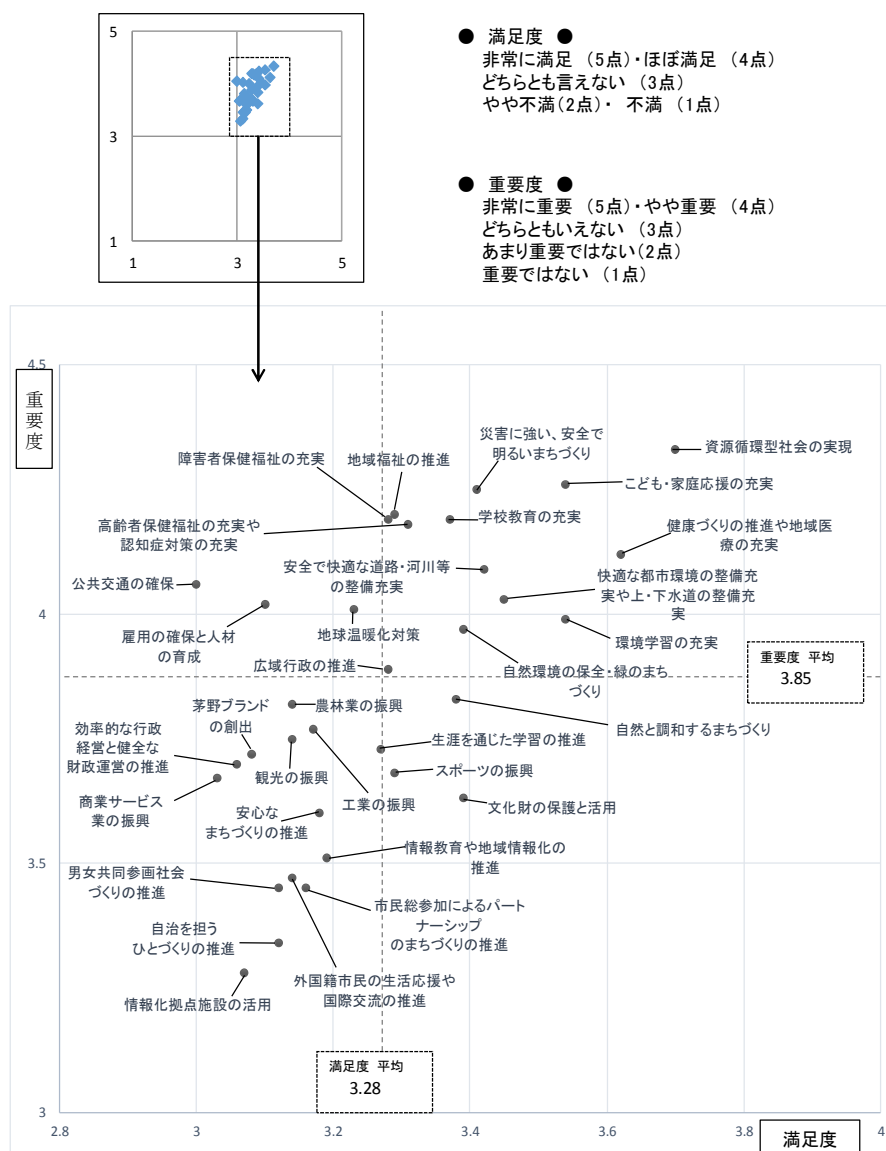 5
3
1
1
3
5
● 満足度 ●
非常に満足 (5点)・ほぼ満足 (4点)
どちらとも言えない (3点)
やや不満(2点)・ 不満 (1点)
● 重要度 ●
非常に重要 (5点)・やや重要 (4点)
どちらともいえない (3点)
あまり重要ではない(2点)
重要ではない (1点)
4.5
重要度
災害に強い、安全で
明るいまちづくり
資源循環型社会の実現
障害者保健福祉の充実
地域福祉の推進
こども・家庭応援の充実
高齢者保健福祉の充実や
認知症対策の充実
学校教育の充実
健康づくりの推進や地域医
療の充実
公共交通の確保
安全で快適な道路・河川等
の整備充実
快適な都市環境の整備充
実や上・下水道の整備充
実
4
雇用の確保と人材
の育成
地球温暖化対策
環境学習の充実
広域行政の推進
自然環境の保全・緑のまち
づくり
重要度 平均
3.85
茅野ブランド
の創出
農林業の振興
自然と調和するまちづくり
効率的な行政
経営と健全な
財政運営の推進
生涯を通じた学習の推進
観光の振興
スポーツの振興
商業サービス
業の振興
安心な
まちづくりの推進
工業の振興
文化財の保護と活用
3.5
情報教育や地域情報化の
推進
男女共同参画社会
づくりの推進
市民総参加によるパート
ナーシップ
のまちづくりの推進
自治を担う
ひとづくりの推進
外国籍市民の生活応援や
国際交流の推進
情報化拠点施設の活用
満足度 平均
3.28
3
2.8
3
3.2
3.4
3.6
3.8
4
満足度